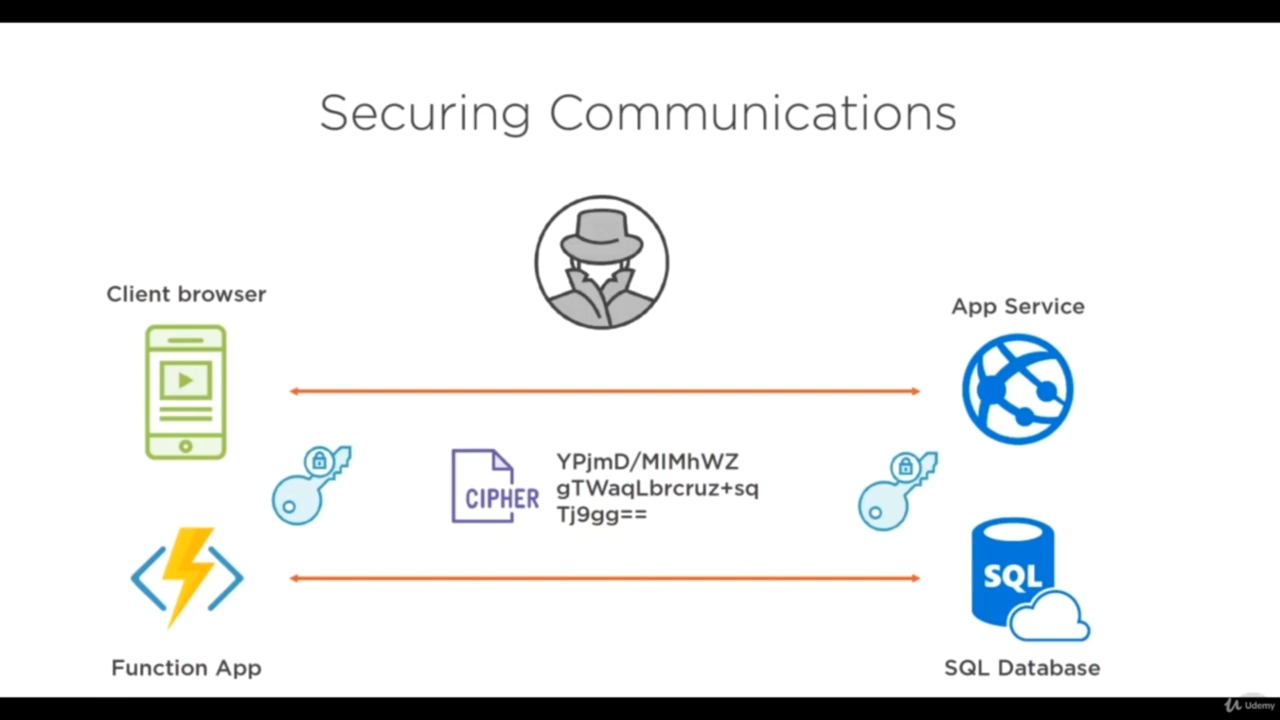 Securing Communications
Client browser
App Service
CIPHER
YPjmD/MIMhWZ
gTWaqLbrcruz+sq
Tj9gg==
SQL
Function App
SQL Database
Udemy